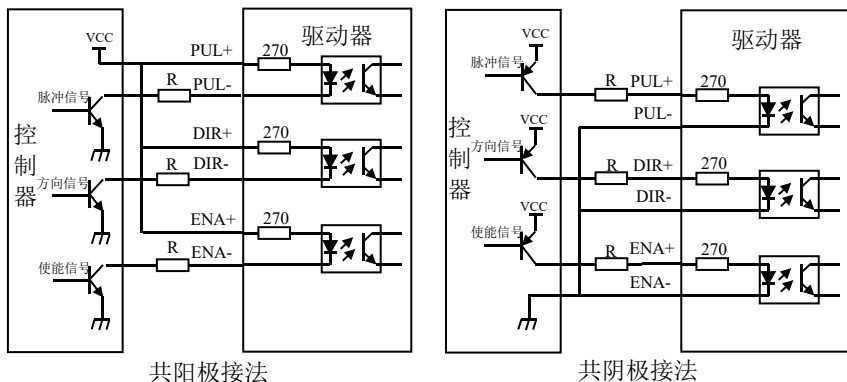 VCC
PUL+
270
驱动器
R
PUL-
脉冲信号
DIR+
270
控制器
R
DIR-
方向信号
ENA+
270
R
ENA-
使能信号
共阳极接法
VCC
驱动器
脉冲信号
R
PUL+
270
PUL-
VCC
控制器
方向信号
R
DIR+
270
DIR-
VCC
使能信号
R
ENA+
270
ENA-
共阴极接法